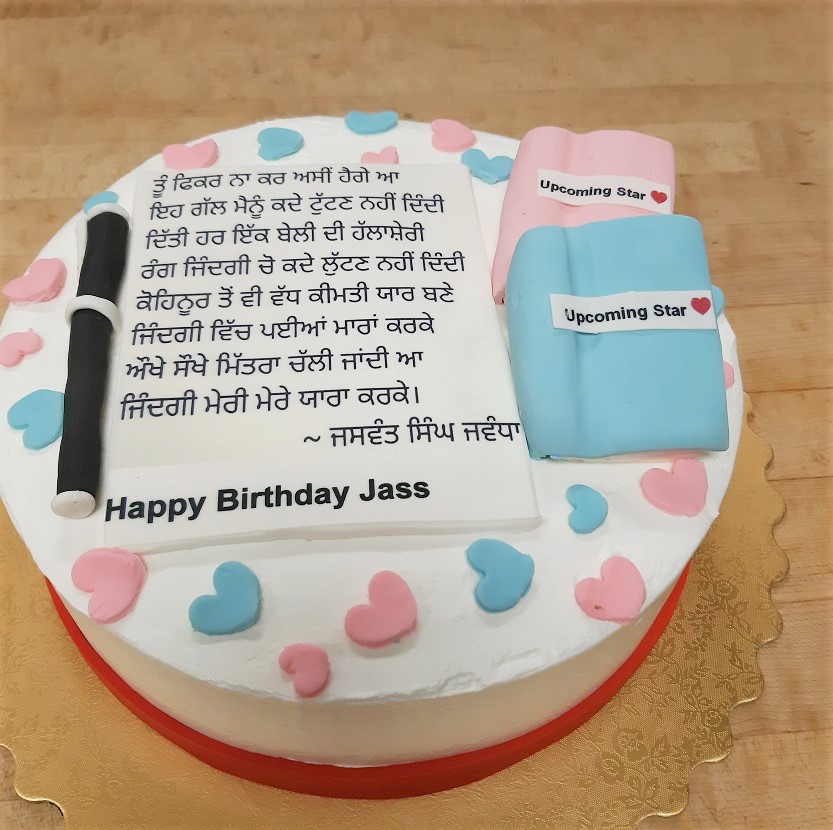 ਤੂੰ ਫਿਕਰ ਨਾ ਕਰ ਅਸੀਂ ਹੈਗੇ ਆ
ਇਹ ਗੱਲ ਮੈਨੂੰ ਕਦੇ ਟੁੱਟਣ ਨਹੀਂ ਦਿੰਦੀ
ਦਿੱਤੀ ਹਰ ਇੱਕ ਬੇਲੀ ਦੀ ਹੱਲਾਸ਼ੇਰੀ
ਰੰਗ ਜਿੰਦਗੀ ਚੋ ਕਦੇ ਲੁੱਟਣ ਨਹੀਂ ਦਿੰਦੀ
ਕੋਹਿਨੂਰ ਤੋਂ ਵੀ ਵੱਧ ਕੀਮਤੀ ਯਾਰ ਬਣੇ
ਜਿੰਦਗੀ ਵਿੱਚ ਪਈਆਂ ਮਾਰਾਂ ਕਰਕੇ
ਔਖੇ ਸੌਖੇ ਮਿੱਤਰਾ ਚੱਲੀ ਜਾਂਦੀ ਆ
ਜਿੰਦਗੀ ਮੇਰੀ ਮੇਰੇ ਯਾਰਾ ਕਰਕੇ।
~ ਜਸਵੰਤ ਸਿੰਘ ਜਵੰਧਾ
Happy Birthday Jass
Upcoming Star ❤
Upcoming Star ❤